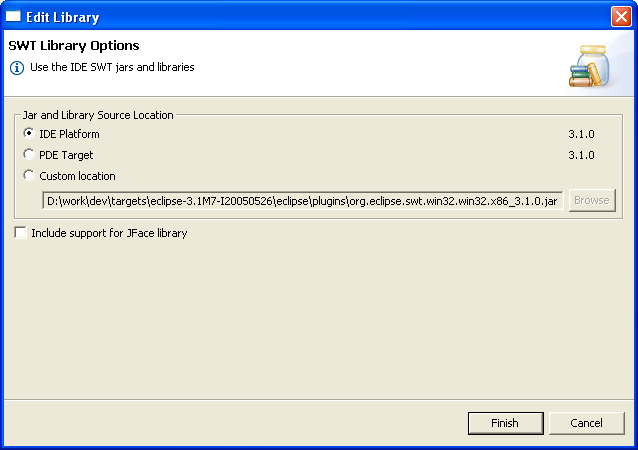 Edit Library
SWT Library Options
Use the IDE SWT jars and libraries
Jar and Library Source Location
IDE Platform 3.1.0
PDE Target 3.1.0
Custom location
D:\work\dev\targets\eclipse-3.1M7-I20050526\eclipse\plugins\org.eclipse.swt.win32.win32.x86_3.1.0.jar Browse
Include support for JFace library
Finish Cancel